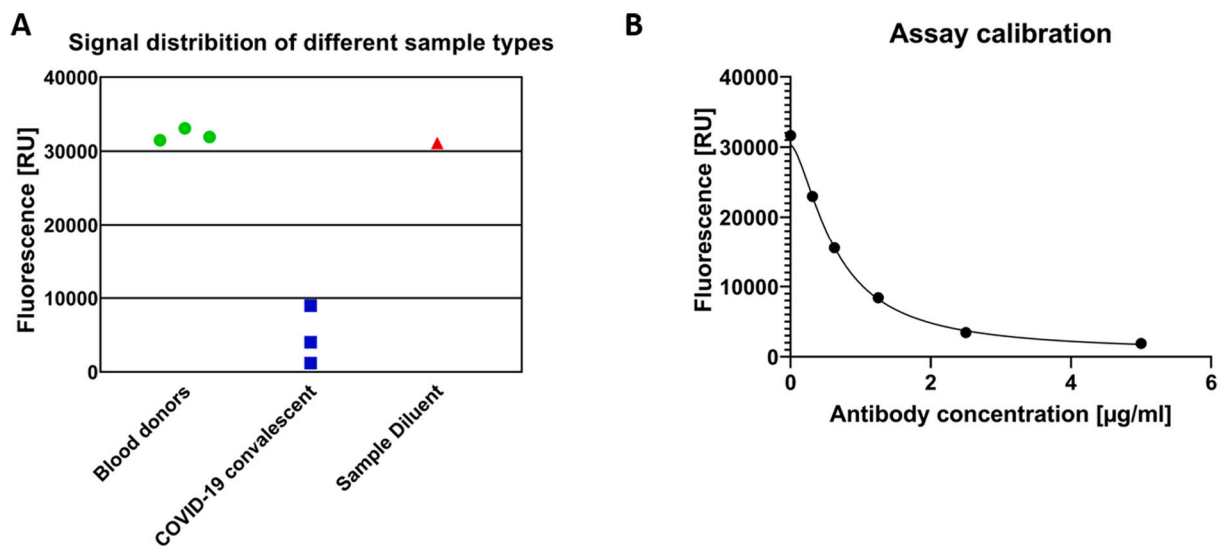 A
Signal distribition of different sample types
Fluorescence [RU]
40000
30000
20000
10000
0
Blood donors
COVID-19 convalescent
Sample Diluent
B
Assay calibration
Fluorescence [RU]
40000
30000
20000
10000
0
0 2 4 6
Antibody concentration [µg/ml]